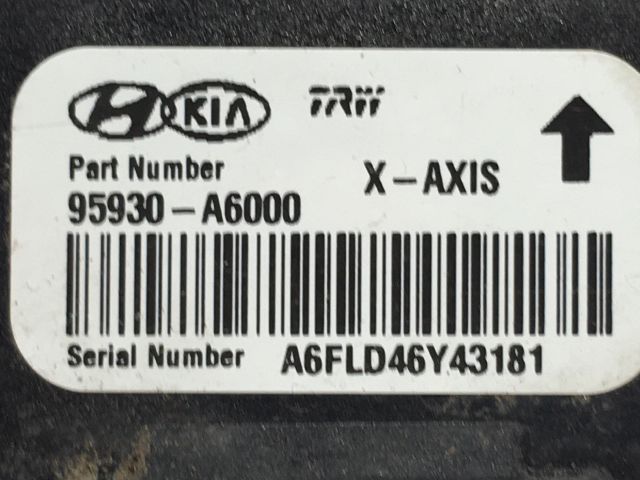 KIA TRW
Part Number X-AXIS
95930-A6000
Serial Number A6FLD46Y43181